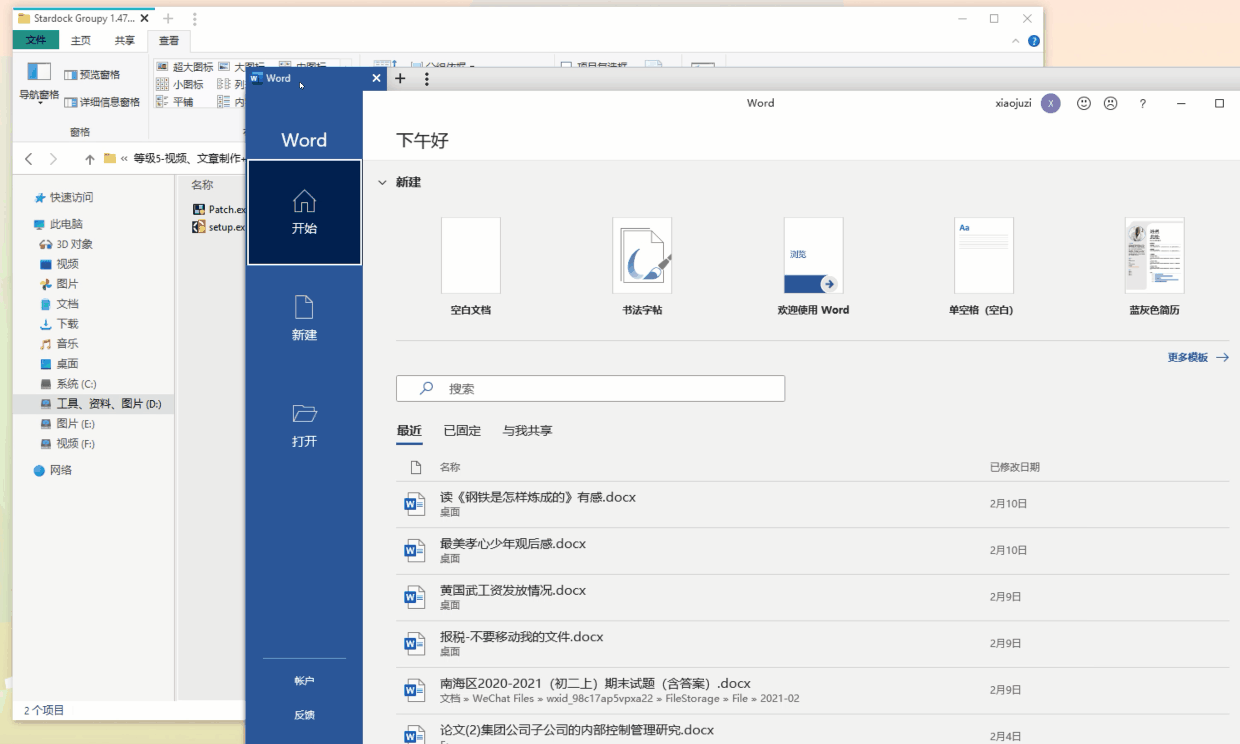 Stardock Groupy 1.47...
文件 主页 共享 查看
导航窗格
预览窗格
详细信息窗格
窗格
超大图标 大图标 中图标
小图标 列
平铺 内
分组依据
项目复选框
等级5-视频、文章制作+
快速访问
此电脑
3D 对象
视频
图片
文档
下载
音乐
桌面
系统 (C:)
工具、资料、图片 (D:)
图片 (E:)
视频 (F:)
网络
2 个项目
名称
Patch.ex
setup.ex
Word
Word
开始
新建
打开
帐户
反馈
Word
xiaojuzi X ?
下午好
新建
浏览
Aa
空白文档 书法字帖 欢迎使用 Word 单空格 (空白) 蓝灰色简历
更多模板
搜索
最近 已固定 与我共享
名称 已修改日期
读《钢铁是怎样炼成的》有感.docx 2月10日
桌面
最美孝心少年观后感.docx 2月10日
桌面
黄国武工资发放情况.docx 2月9日
桌面
报税-不要移动我的文件.docx 2月9日
桌面
南海区2020-2021（初二上）期末试题（含答案）.docx 2月9日
文档 » WeChat Files » wxid_98c17ap5vpxa22 » FileStorage » File » 2021-02
论文(2)集团公司子公司的内部控制管理研究.docx 2月4日